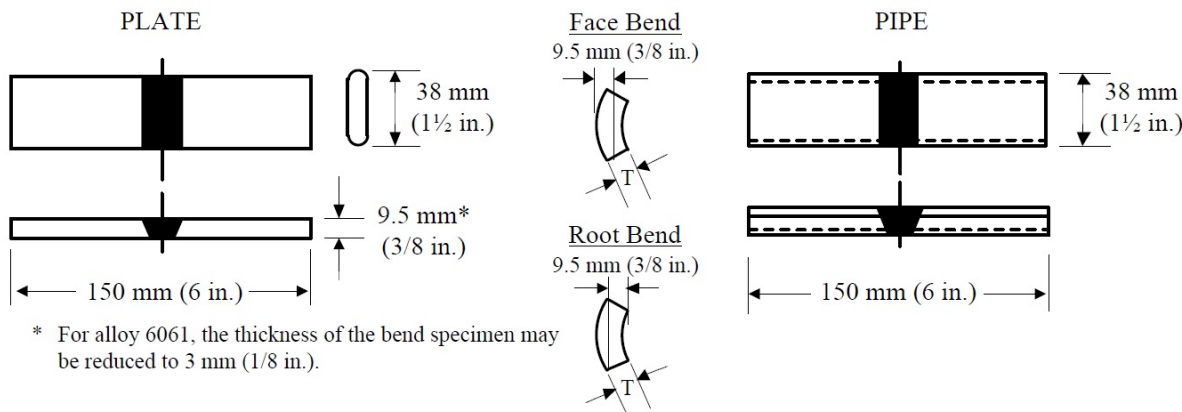 PLATE
38 mm
(1½ in.)
9.5 mm*
(3/8 in.)
150 mm (6 in.)
* For alloy 6061, the thickness of the bend specimen may
be reduced to 3 mm (1/8 in.).
Face Bend
9.5 mm (3/8 in.)
T
Root Bend
9.5 mm (3/8 in.)
T
PIPE
38 mm
(1½ in.)
150 mm (6 in.)